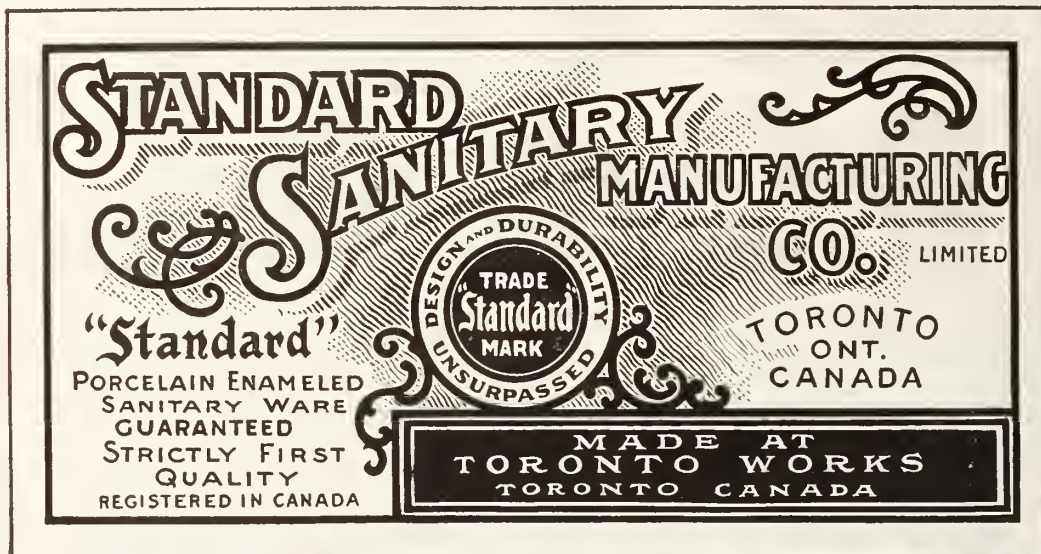 STANDARD
SANITARY
MANUFACTURING
CO. LIMITED
TORONTO
ONT.
CANADA
DESIGN AND DURABILITY
UNSURPASSED
TRADE
"Standard"
MARK
"Standard"
PORCELAIN ENAMELED
SANITARY WARE
GUARANTEED
STRICTLY FIRST
QUALITY
REGISTERED IN CANADA
MADE AT
TORONTO WORKS
TORONTO CANADA